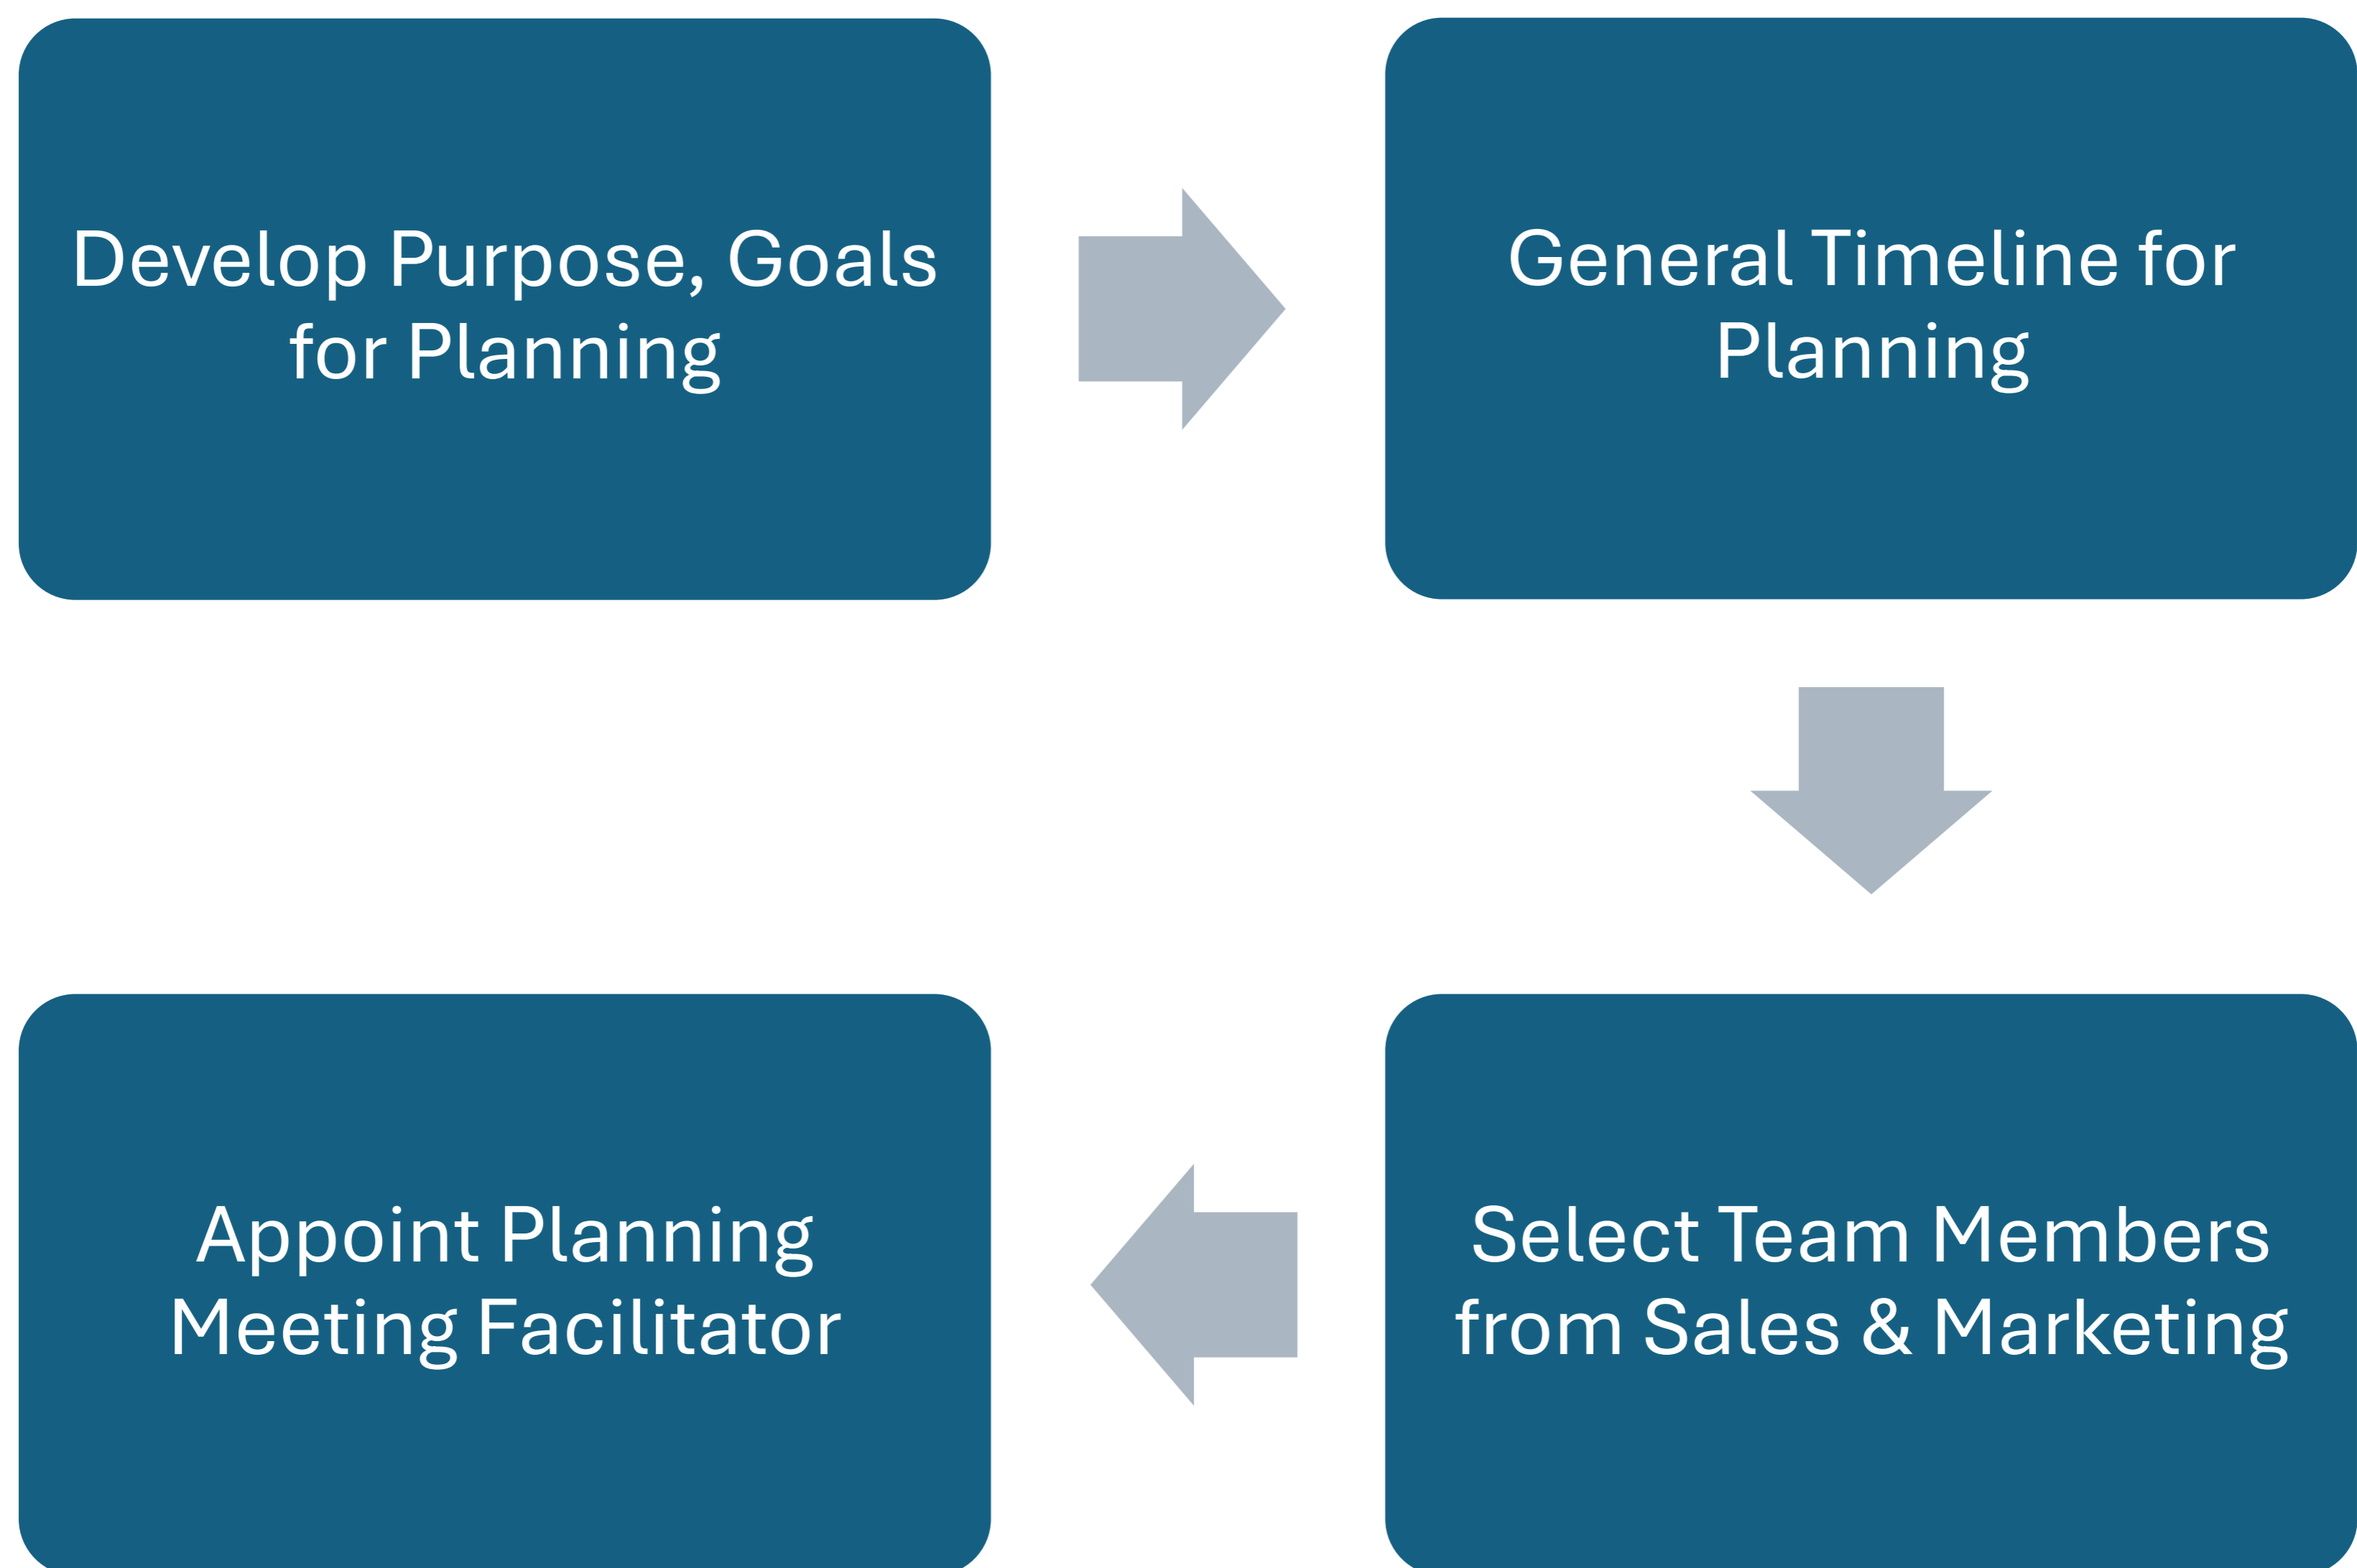 Develop Purpose, Goals
for Planning
General Timeline for
Planning
Select Team Members
from Sales & Marketing
Appoint Planning
Meeting Facilitator